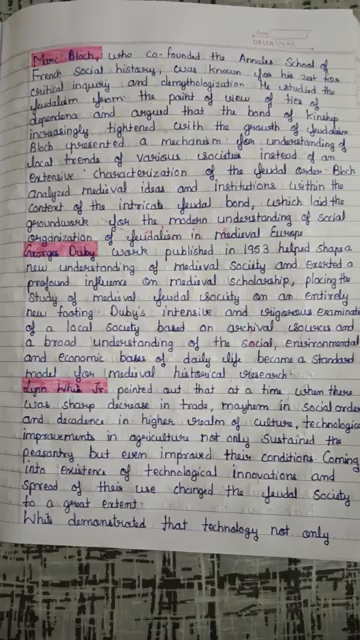 Marc Bloch, who co-founded the Annales School of
French Social history, was known for his zest for
critical inquiry and demythologization He studied the
feudalism from the point of view of ties of
dependena and argued that the bond of kinship
increasingly tightened with the growth of feudalism
Bloch presented a mechanism for understanding of
local trends of various societies instead of an
extensive characterization of the feudal order. Bloch
analyzed medieval ideas and Institutions within the
context of the intricate feudal bond, which laid the
groundwork for the modern understanding of social
organization of feudalism in medieval Europe
Georges Duby work published in 1953 helped shape
a new understanding of medieval Society and exerted a
profound influence on medieval scholarship, placing the
study of medieval feudal society on an entirely
new footing. Duby's intensive and rigorous examinatio
of a local society based on archival sources and
a broad understanding of the social, environmental
and economic bases of daily life became a standard
model for medieval historical research.
Lynn White Jr. pointed out that at a time when there
was sharp decrease in trade, mayhem in social order
and decadence in higher realm of culture, technological
improvements in agriculture not only sustained the
peasantry but even improved their conditions Coming
into existence of technological innovations and
spread of their use changed the feudal Society
to a great extent.
White demonstrated that technology not only